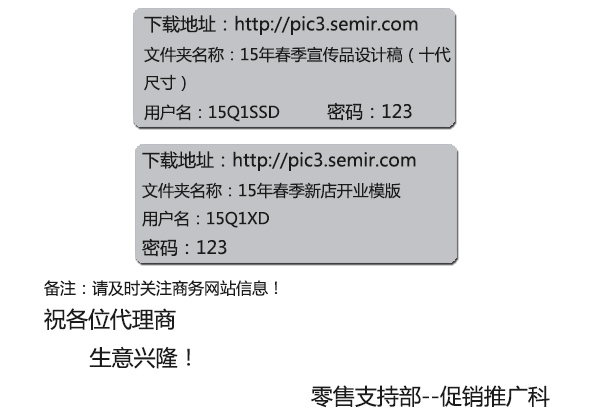 下载地址：http://pic3.semir.com
文件夹名称：15年春季宣传品设计稿（十代
尺寸）
用户名：15Q1SSD 密码：123
下载地址：http://pic3.semir.com
文件夹名称：15年春季新店开业模版
用户名：15Q1XD
密码：123
备注：请及时关注商务网站信息！
祝各位代理商
生意兴隆！
零售支持部--促销推广科